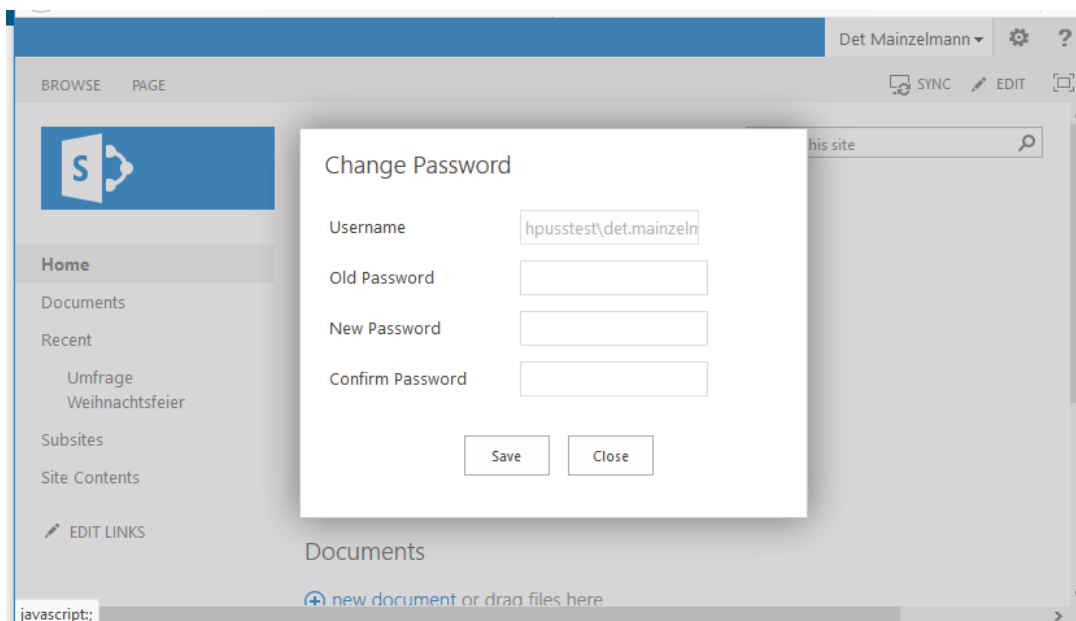 Det Mainzelmann
?
BROWSE PAGE
SYNC EDIT
S
his site
Change Password
Username hpusstest\det.mainzeln
Old Password
New Password
Confirm Password
Save Close
Home
Documents
Recent
Umfrage
Weihnachtsfeier
Subsites
Site Contents
EDIT LINKS
Documents
new document or drag files here
javascript:;